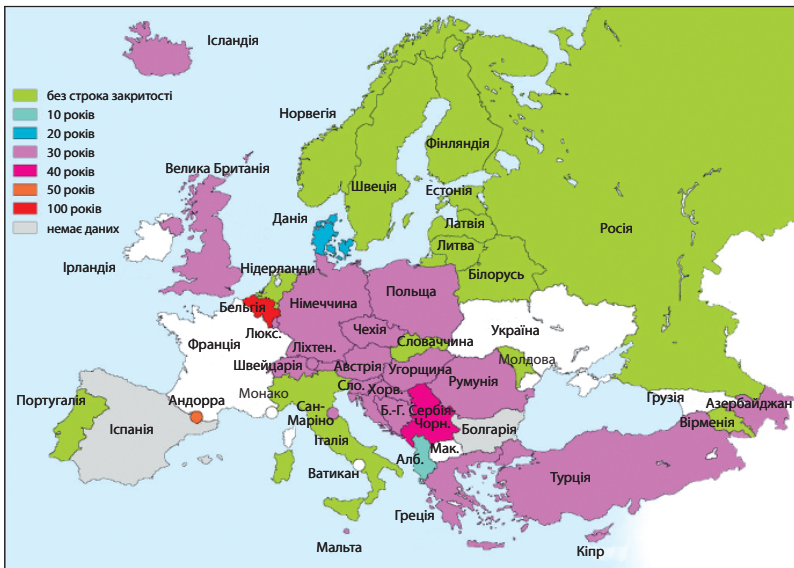 Ісландія
без строка закритості
10 років
20 років
30 років
40 років
50 років
100 років
немає даних
Норвегія
Фінляндія
Швеція
Велика Британія
Естонія
Данія
Латвія
Росія
Литва
Ірландія
Нідерланди
Білорусь
Польща
Німеччина
Бельгія
Люкс.
Чехія
Україна
Франція
Словаччина
Ліхтен.
Молдова
Швейцарія
Австрія
Угорщина
Румунія
Монако
Сло.
Хорв.
Грузія
Азербайджан
Португалія
Андорра
Сан-
Маріно
Б.-Г.
Сербія-
Чорн.
Вірменія
Іспанія
Італія
Болгарія
Мак.
Алб.
Ватикан
Туреччина
Греція
Мальта
Кіпр